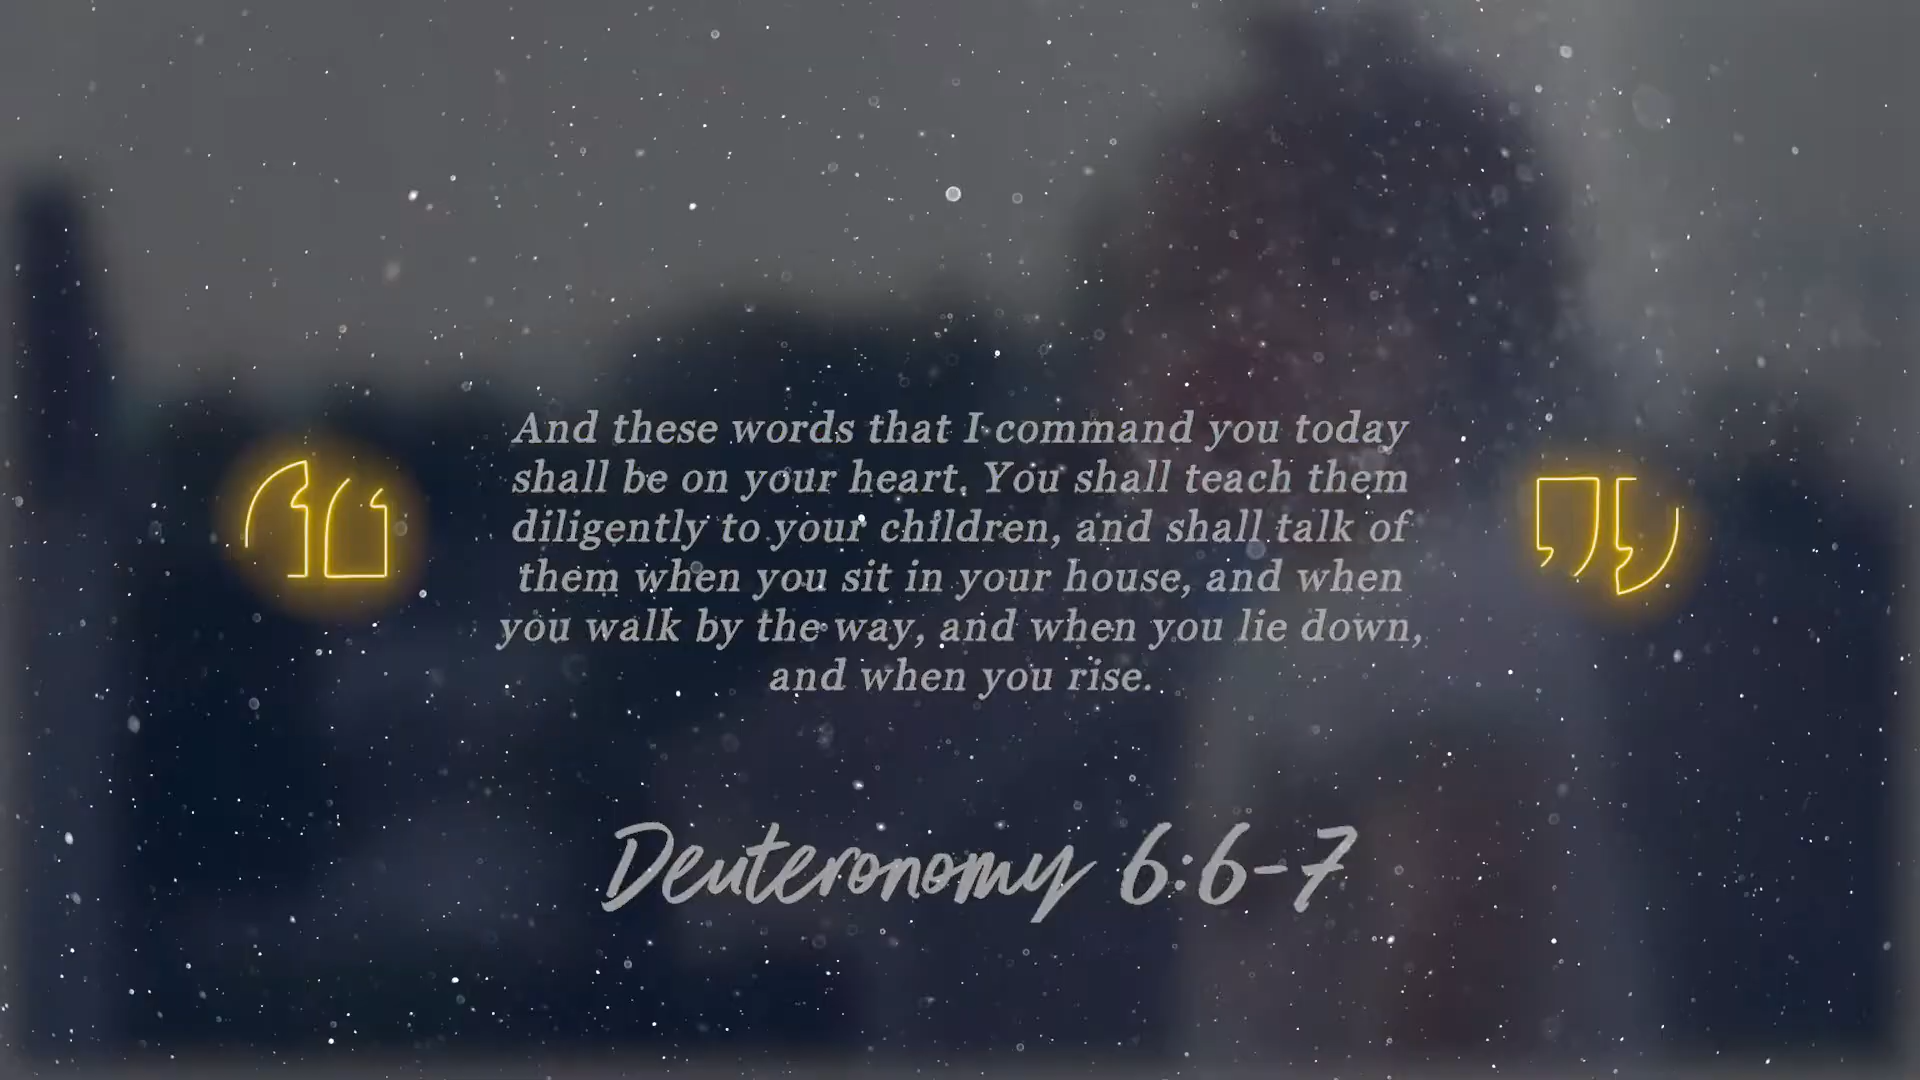 And these words that I command you today
shall be on your heart. You shall teach them
diligently to your children, and shall talk of
them when you sit in your house, and when
you walk by the way, and when you lie down,
and when you rise.
Deuteronomy 6:6-7